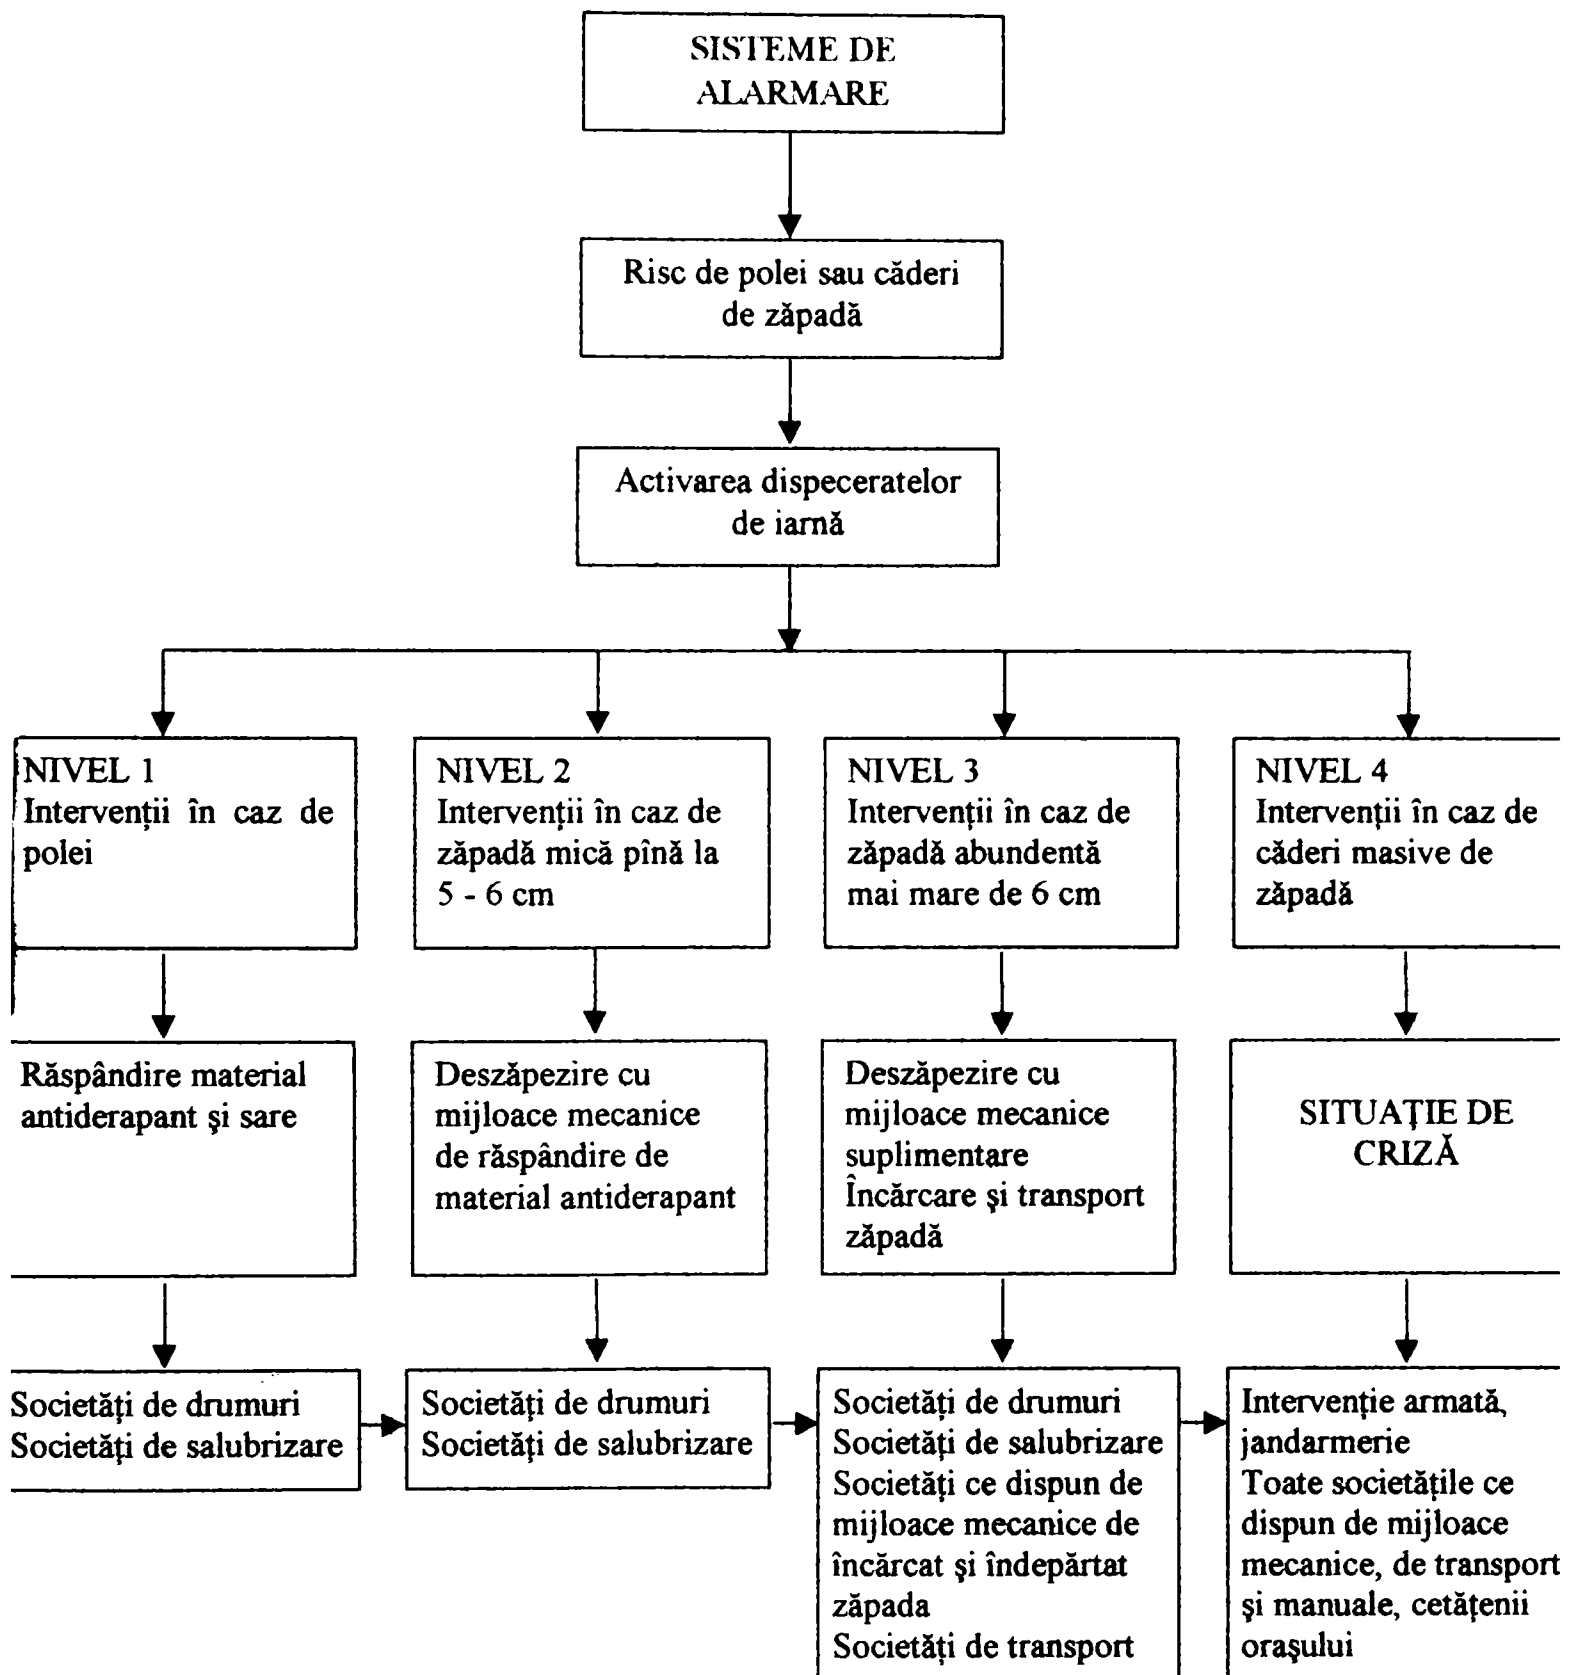 SISTEME DE
ALARMARE
Risc de polei sau căderi
de zăpadă
Activarea dispeceratelor
de iarnă
NIVEL 1
Intervenţii în caz de
polei
NIVEL 2
Intervenţii în caz de
zăpadă mică pînă la
5 - 6 cm
NIVEL 3
Intervenţii în caz de
zăpadă abundentă
mai mare de 6 cm
NIVEL 4
Intervenţii în caz de
căderi masive de
zăpadă
Răspândire material
antiderapant şi sare
Deszăpezire cu
mijloace mecanice
de răspândire de
material antiderapant
Deszăpezire cu
mijloace mecanice
suplimentare
Încărcare şi transport
zăpadă
SITUAŢIE DE
CRIZĂ
Societăţi de drumuri
Societăţi de salubrizare
Societăţi de drumuri
Societăţi de salubrizare
Societăţi de drumuri
Societăţi de salubrizare
Societăţi ce dispun de
mijloace mecanice de
încărcat şi îndepărtat
zăpada
Societăţi de transport
Intervenţie armată,
jandarmerie
Toate societăţile ce
dispun de mijloace
mecanice, de transport
şi manuale, cetăţenii
oraşului